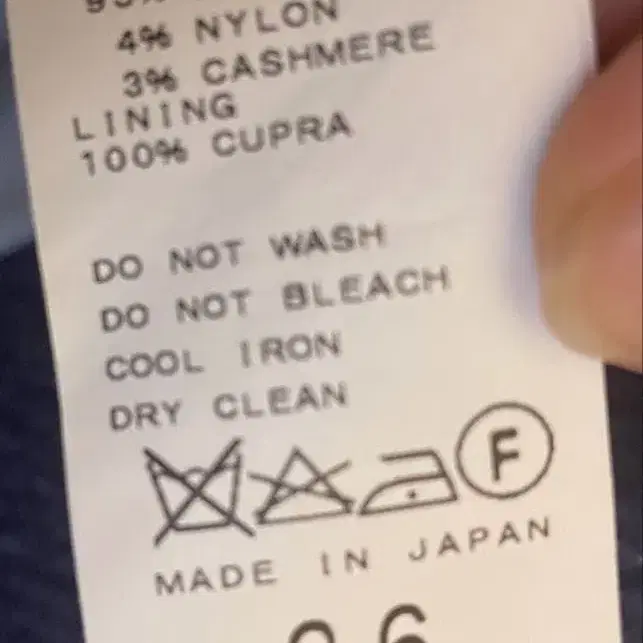 4% NYLON
3% CASHMERE
LINING
100% CUPRA
DO NOT WASH
DO NOT BLEACH
COOL IRON
DRY CLEAN
F
MADE IN JAPAN